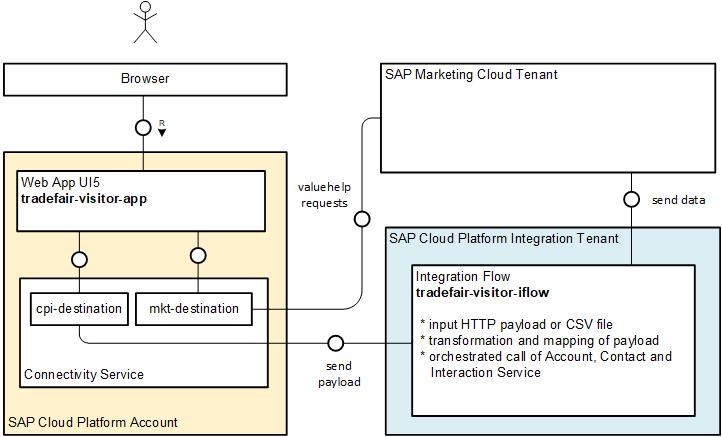 Browser
R
SAP Marketing Cloud Tenant
Web App UI5
tradefair-visitor-app
valuehelp
requests
send data
SAP Cloud Platform Integration Tenant
Integration Flow
tradefair-visitor-iflow
* input HTTP payload or CSV file
* transformation and mapping of payload
* orchestrated call of Account, Contact and
Interaction Service
cpi-destination
mkt-destination
Connectivity Service
send
payload
SAP Cloud Platform Account